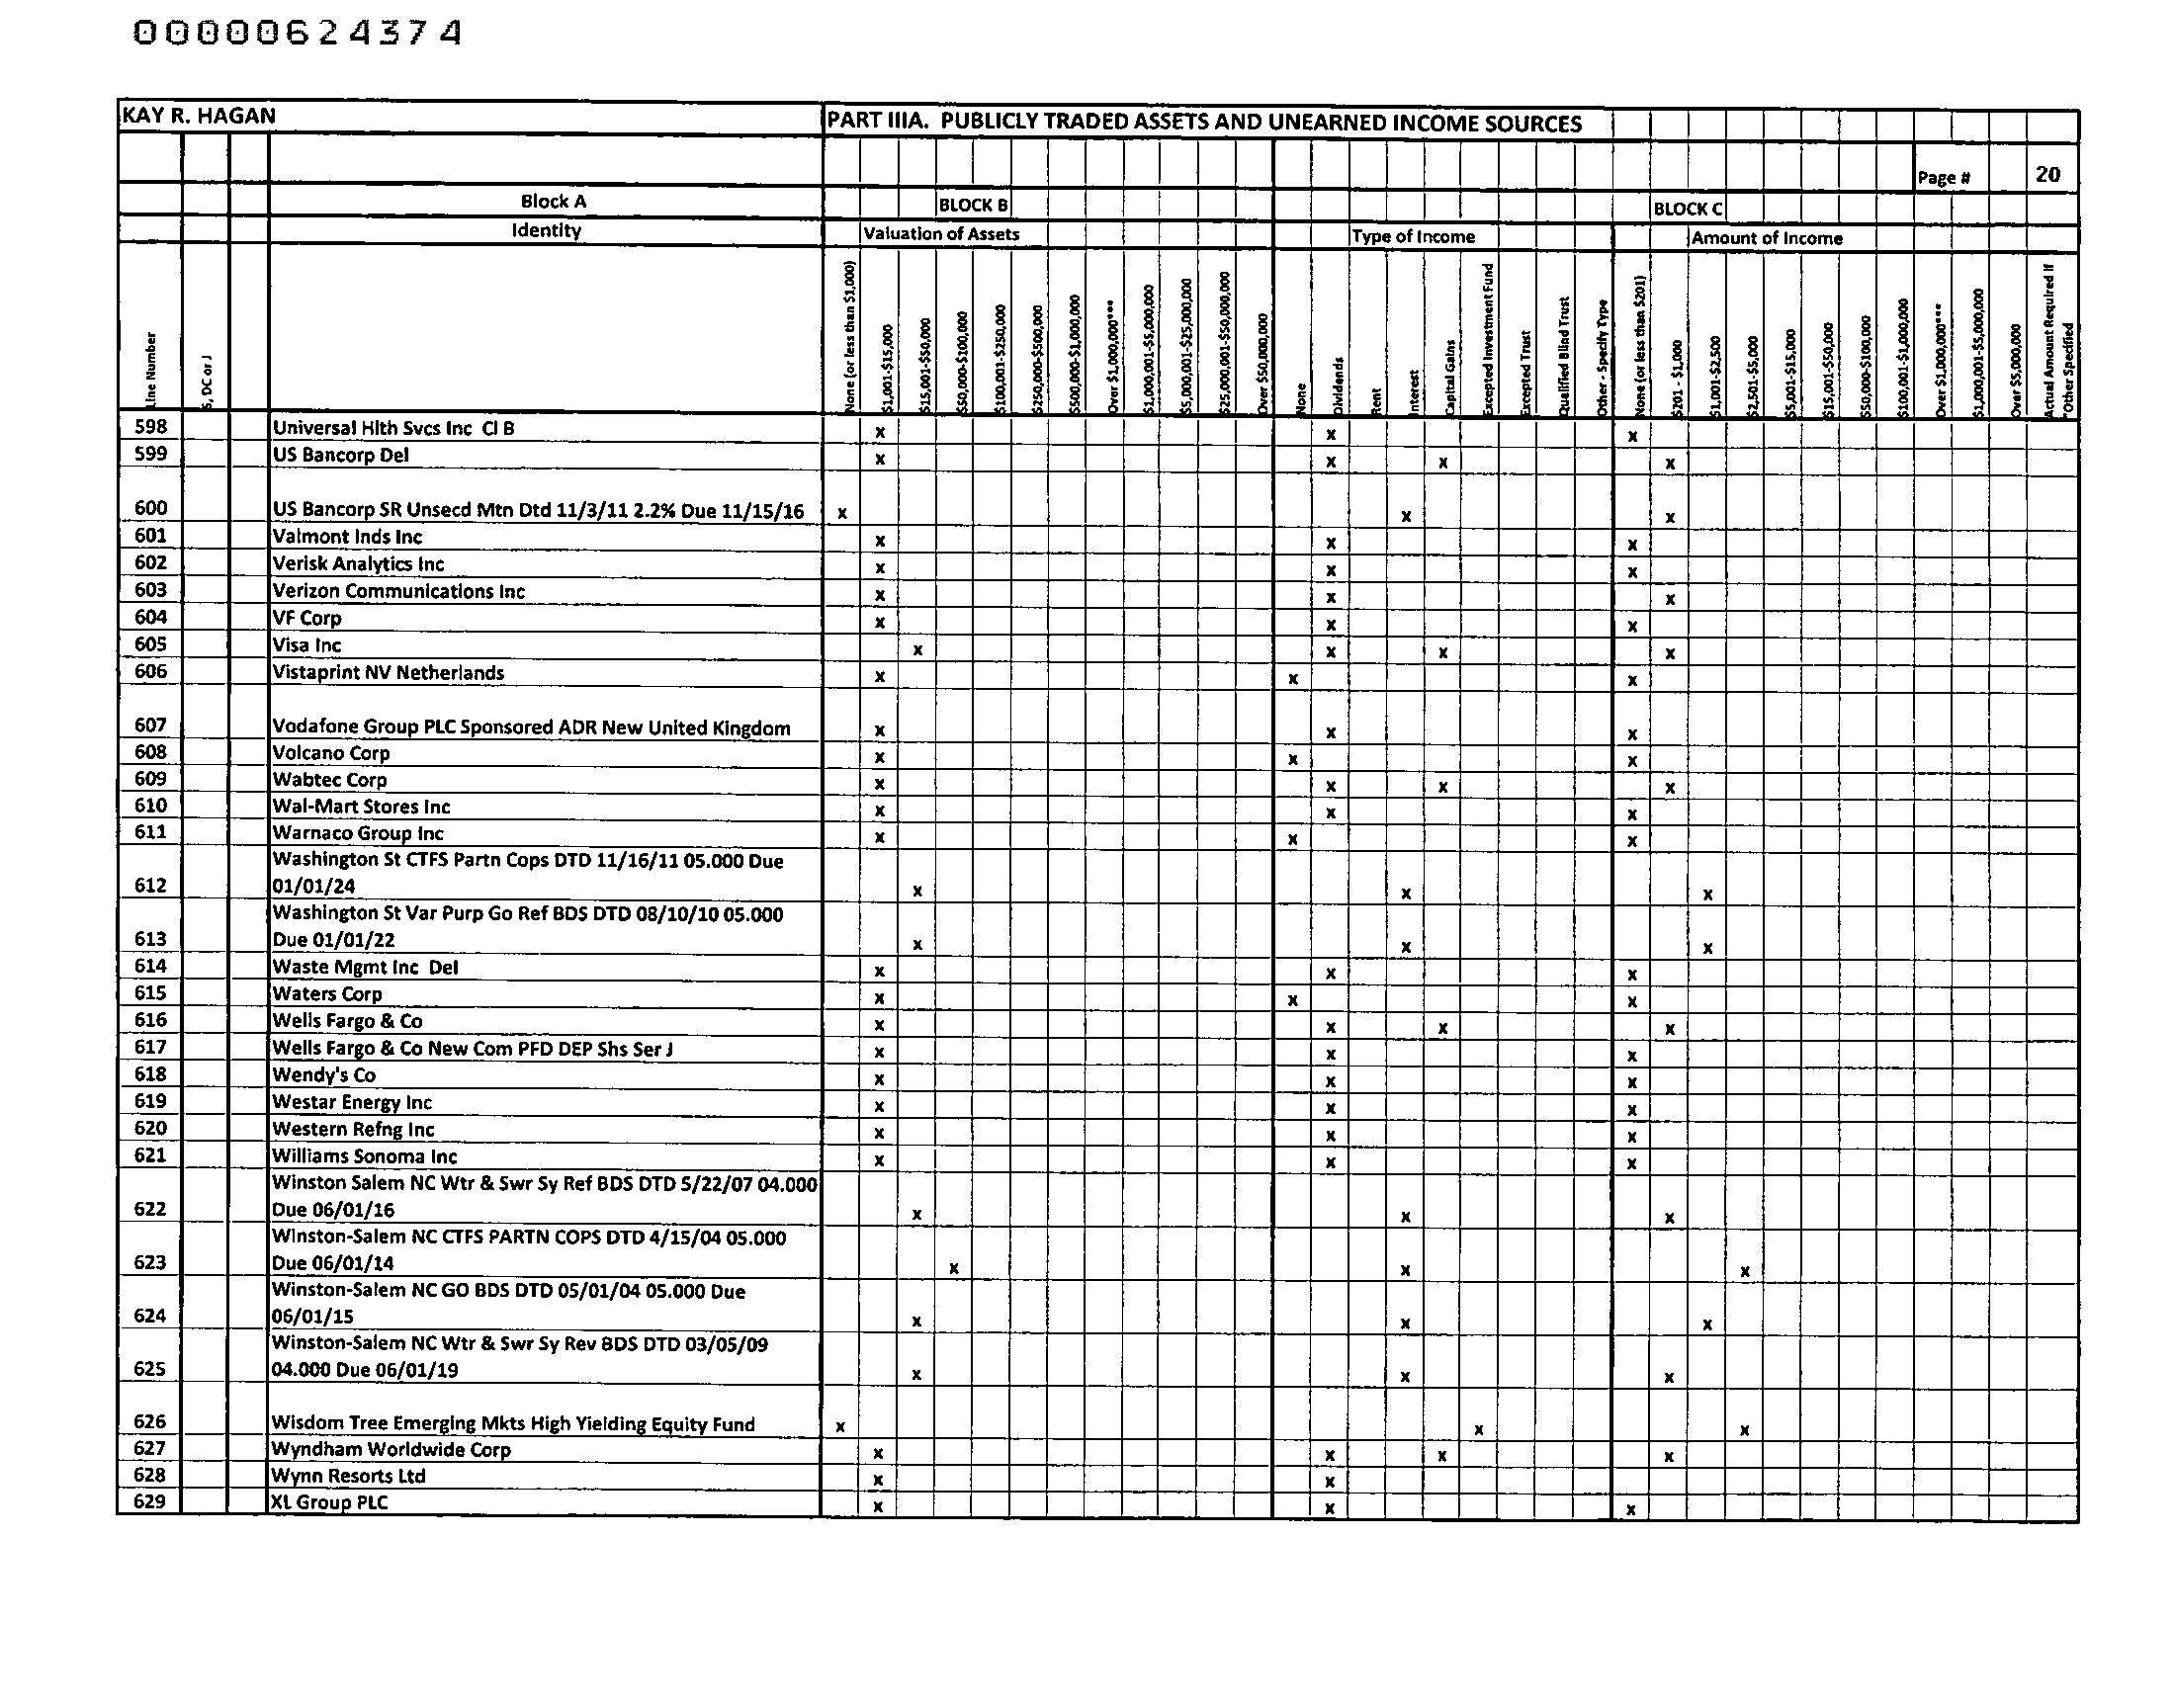 00000624374
KAY R. HAGAN
PART IIIA. PUBLICLY TRADED ASSETS AND UNEARNED INCOME SOURCES
Page # 20
Block A BLOCK B BLOCK C
Identity Valuation of Assets Type of Income Amount of Income
Line Number
S, DC or J
None (or less than $1,000)
$1,001-$15,000
$15,001-$50,000
$50,000-$100,000
$100,001-$250,000
$250,000-$500,000
$500,000-$1,000,000
Over $1,000,000***
$1,000,001-$5,000,000
$5,000,001-$25,000,000
$25,000,001-$50,000,000
Over $50,000,000
None
Dividends
Rent
Interest
Capital Gains
Excepted Investment Fund
Excepted Trust
Qualified Blind Trust
Other - Specify Type
None (or less than $201)
$201 - $1,000
$1,001-$2,500
$2,501-$5,000
$5,001-$15,000
$15,001-$50,000
$50,000-$100,000
$100,001-$1,000,000
Over $1,000,000***
$1,000,001-$5,000,000
Over $5,000,000
Actual Amount Required If
"Other Specified
598 Universal Hlth Svcs Inc Cl B x x x
599 US Bancorp Del x x x x
600 US Bancorp SR Unsecd Mtn Dtd 11/3/11 2.2% Due 11/15/16 x x x
601 Valmont Inds Inc x x x
602 Verisk Analytics Inc x x x
603 Verizon Communications Inc x x x
604 VF Corp x x x
605 Visa Inc x x x x
606 Vistaprint NV Netherlands x x x
607 Vodafone Group PLC Sponsored ADR New United Kingdom x x x
608 Volcano Corp x x x
609 Wabtec Corp x x x x
610 Wal-Mart Stores Inc x x x
611 Warnaco Group Inc x x x
Washington St CTFS Partn Cops DTD 11/16/11 05.000 Due
612 01/01/24 x x x
Washington St Var Purp Go Ref BDS DTD 08/10/10 05.000
613 Due 01/01/22 x x x
614 Waste Mgmt Inc Del x x x
615 Waters Corp x x x
616 Wells Fargo & Co x x x x
617 Wells Fargo & Co New Com PFD DEP Shs Ser J x x x
618 Wendy's Co x x x
619 Westar Energy Inc x x x
620 Western Refng Inc x x x
621 Williams Sonoma Inc x x x
Winston Salem NC Wtr & Swr Sy Ref BDS DTD 5/22/07 04.000
622 Due 06/01/16 x x x
Winston-Salem NC CTFS PARTN COPS DTD 4/15/04 05.000
623 Due 06/01/14 x x x
Winston-Salem NC GO BDS DTD 05/01/04 05.000 Due
624 06/01/15 x x x
Winston-Salem NC Wtr & Swr Sy Rev BDS DTD 03/05/09
625 04.000 Due 06/01/19 x x x
626 Wisdom Tree Emerging Mkts High Yielding Equity Fund x x x
627 Wyndham Worldwide Corp x x x x
628 Wynn Resorts Ltd x x
629 XL Group PLC x x x